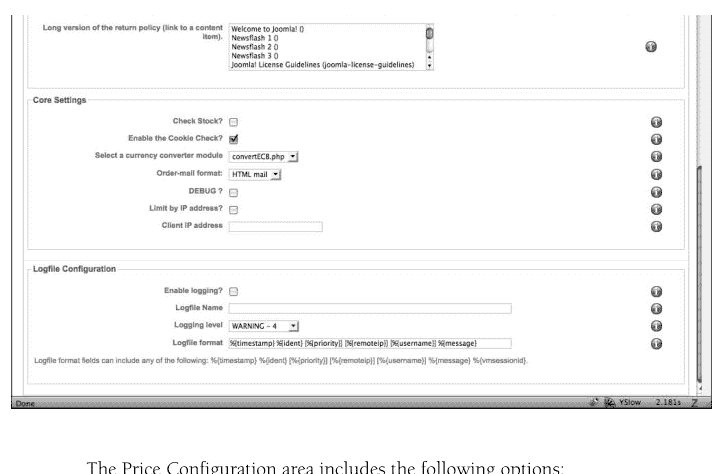 Long version of the return policy (link to a content item).
Welcome to Joomla! ()
Newsflash 1 ()
Newsflash 2 ()
Newsflash 3 ()
Joomla! License Guidelines (joomla-license-guidelines)
Core Settings
Check Stock?
Enable the Cookie Check?
Select a currency converter module convertECB.php
Order-mail format: HTML mail
DEBUG ?
Limit by IP address?
Client IP address
Logfile Configuration
Enable logging?
Logfile Name
Logging level WARNING - 4
Logfile format %{timestamp} %{ident} [%{priority}] [%{remoteip}] [%{username}] %{message}
Logfile format fields can include any of the following: %{timestamp} %{ident} [%{priority}] [%{remoteip}] [%{username}] %{message} %{vmsessionid}.
Done YSlow 2.181s
The Price Configuration area includes the following options: